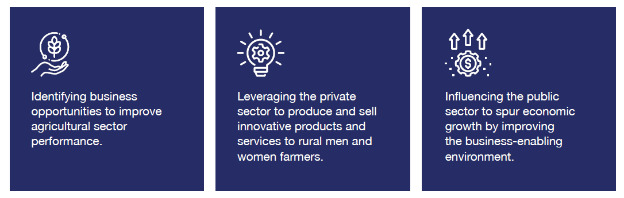 Identifying business
opportunities to improve
agricultural sector
performance.
Leveraging the private
sector to produce and sell
innovative products and
services to rural men and
women farmers.
Influencing the public
sector to spur economic
growth by improving
the business-enabling
environment.